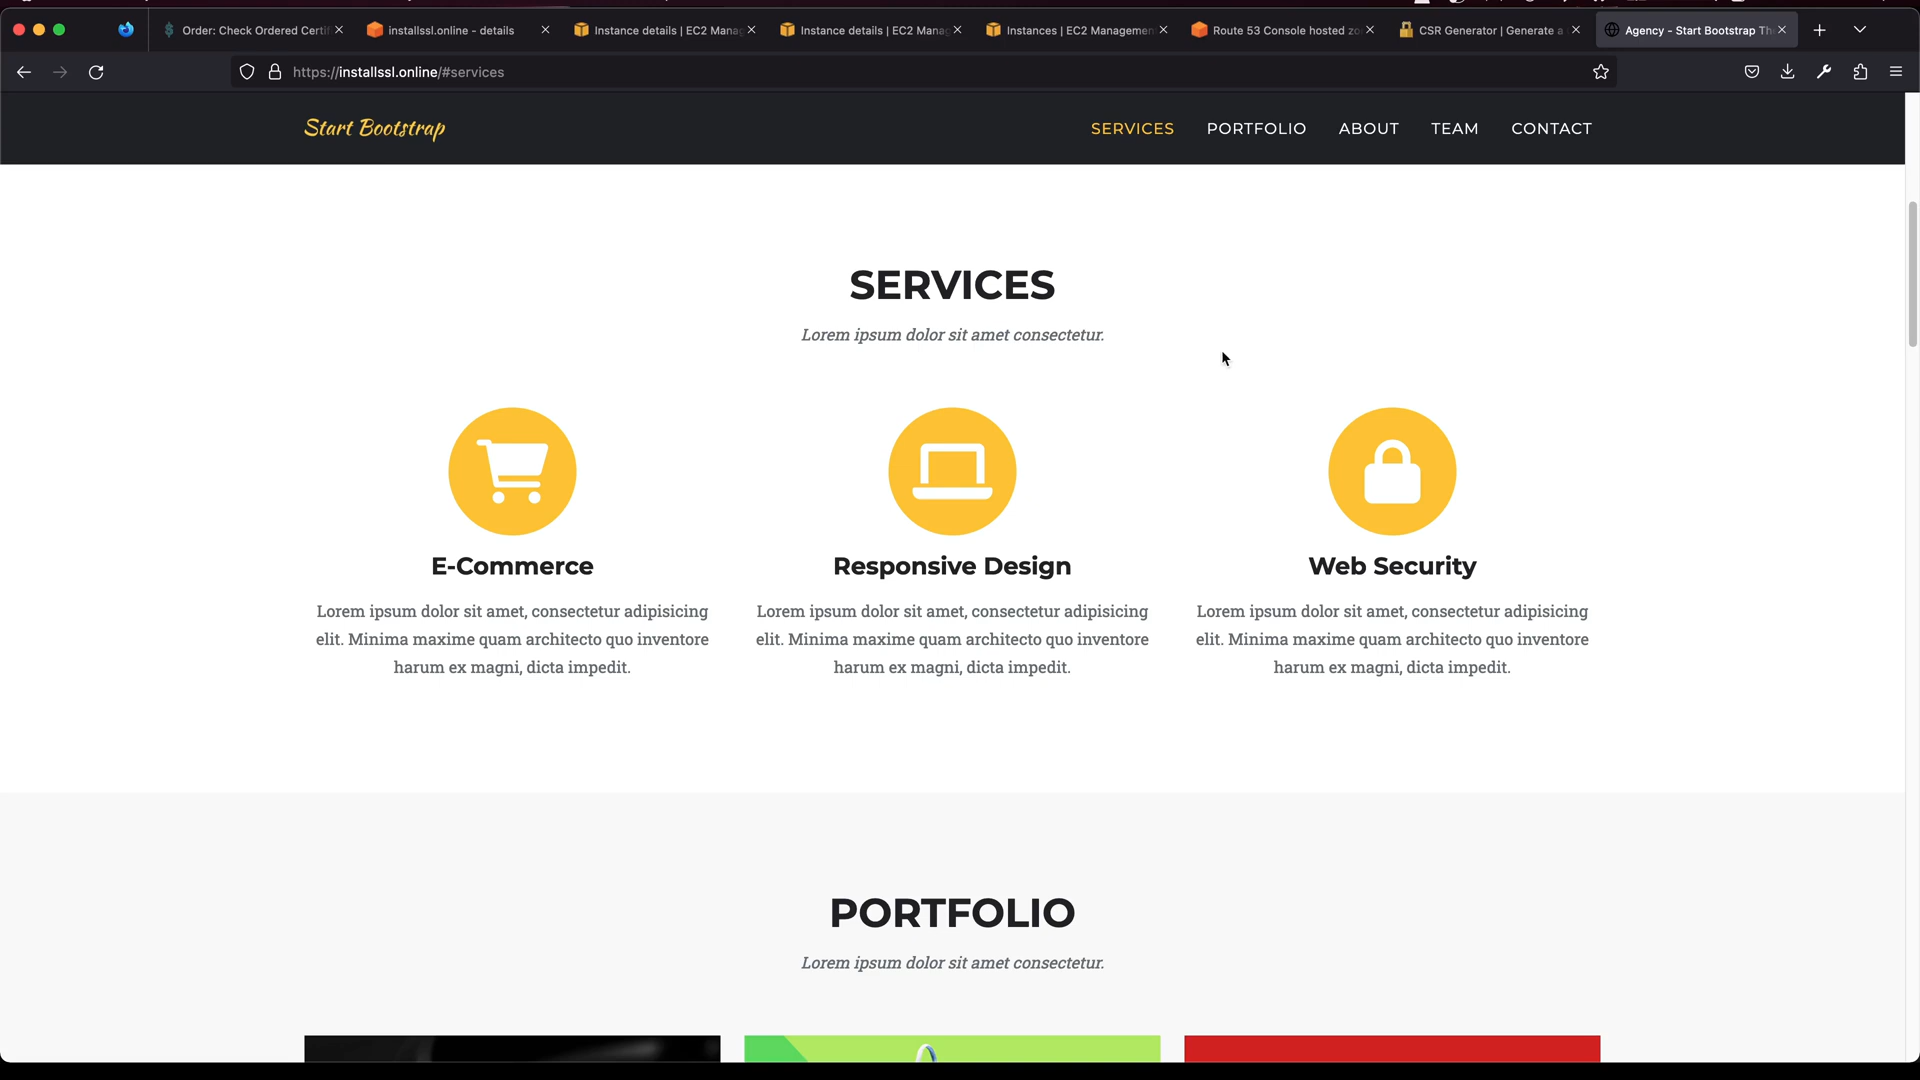 Order: Check Ordered Certif
installssl.online - details
Instance details | EC2 Manag
Instance details | EC2 Manag
Instances | EC2 Managemen
Route 53 Console hosted zo
CSR Generator | Generate a
Agency - Start Bootstrap Th
https://installssl.online/#services
Start Bootstrap
SERVICES
PORTFOLIO
ABOUT
TEAM
CONTACT
SERVICES
Lorem ipsum dolor sit amet consectetur.
E-Commerce
Lorem ipsum dolor sit amet, consectetur adipisicing
elit. Minima maxime quam architecto quo inventore
harum ex magni, dicta impedit.
Responsive Design
Lorem ipsum dolor sit amet, consectetur adipisicing
elit. Minima maxime quam architecto quo inventore
harum ex magni, dicta impedit.
Web Security
Lorem ipsum dolor sit amet, consectetur adipisicing
elit. Minima maxime quam architecto quo inventore
harum ex magni, dicta impedit.
PORTFOLIO
Lorem ipsum dolor sit amet consectetur.